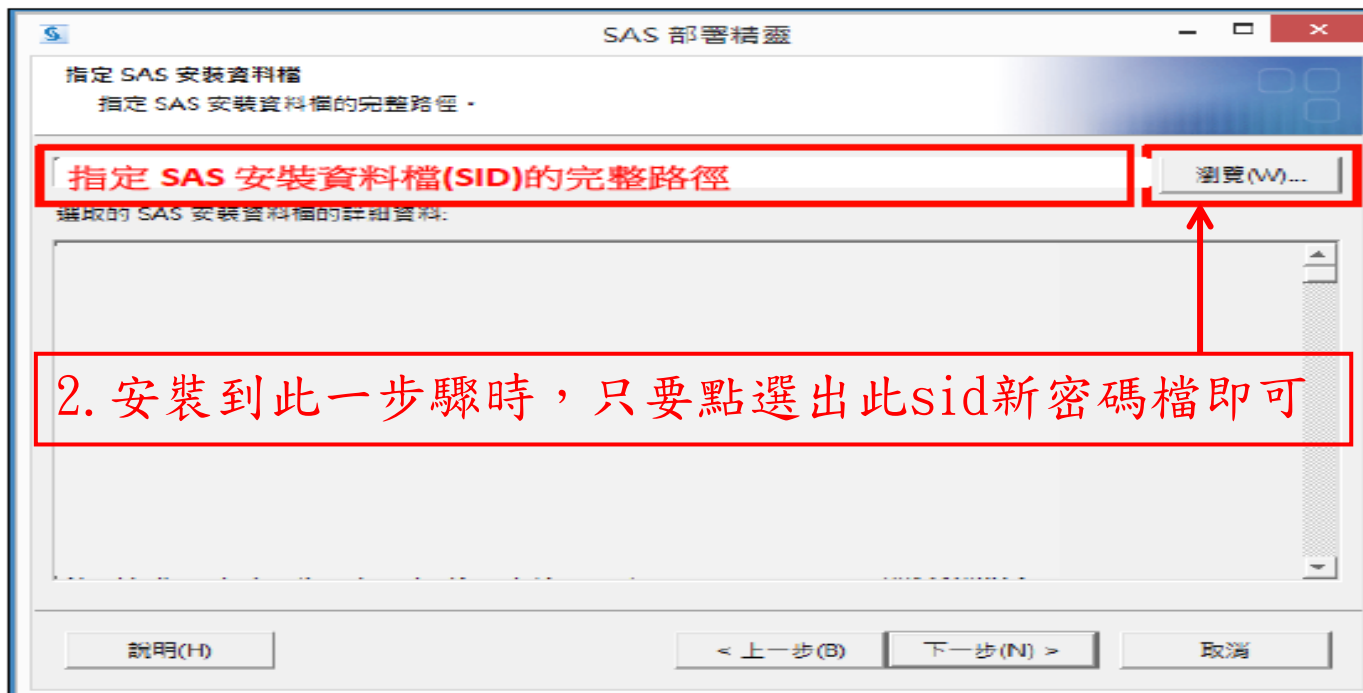 SAS 部署精靈
指定 SAS 安裝資料檔
指定 SAS 安裝資料檔的完整路徑。
指定 SAS 安裝資料檔(SID)的完整路徑
瀏覽(W)...
選取的 SAS 安裝資料檔的詳細資料:
2.安裝到此一步驟時，只要點選出此sid新密碼檔即可
說明(H)
< 上一步(B)
下一步(N) >
取消